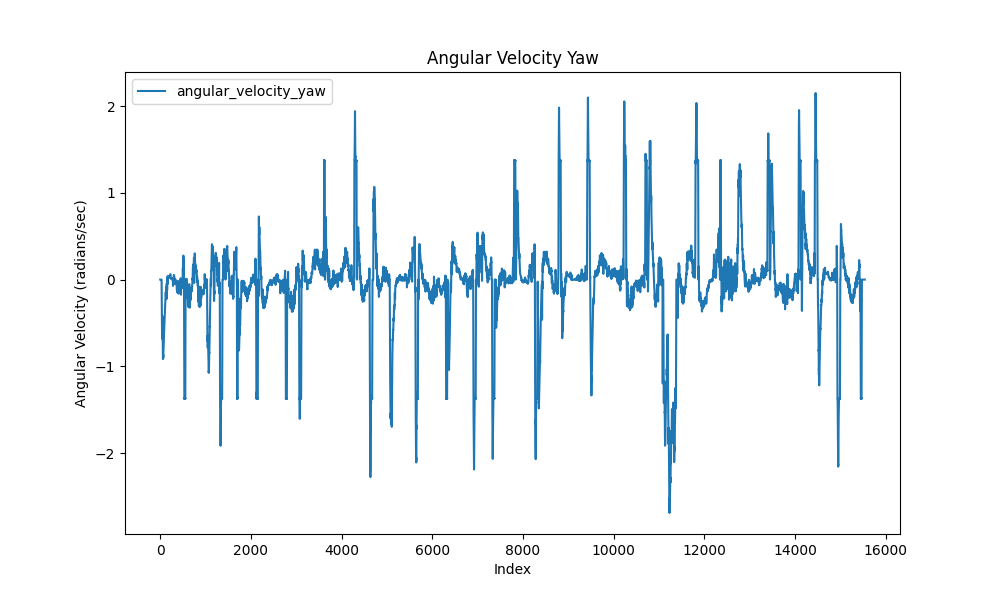 Angular Velocity Yaw
angular_velocity_yaw
Angular Velocity (radians/sec)
2
1
0
−1
−2
0 2000 4000 6000 8000 10000 12000 14000 16000
Index